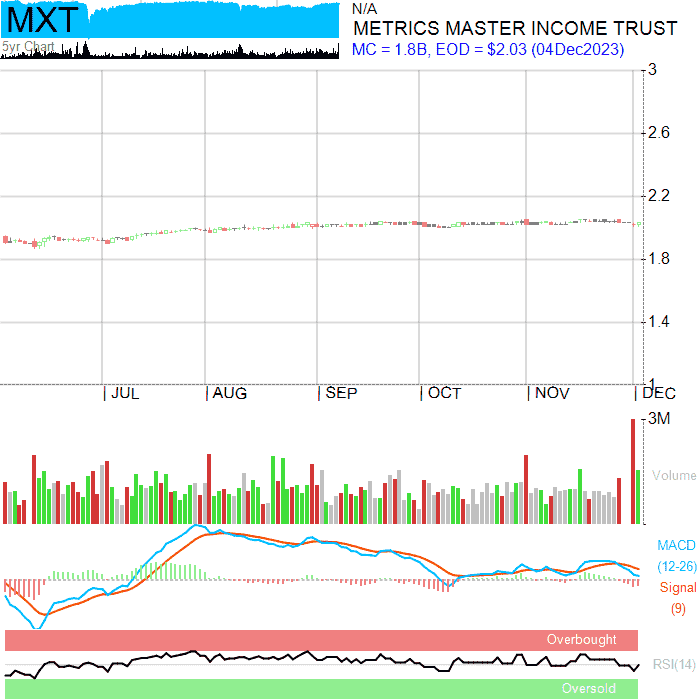 MXT
5yr Chart
N/A
METRICS MASTER INCOME TRUST
MC = 1.8B, EOD = $2.03 (04Dec2023)
3
2.6
2.2
1.8
1.4
1
JUL AUG SEP OCT NOV DEC
3M
Volume
MACD
(12-26)
Signal
(9)
Overbought
RSI(14)
Oversold